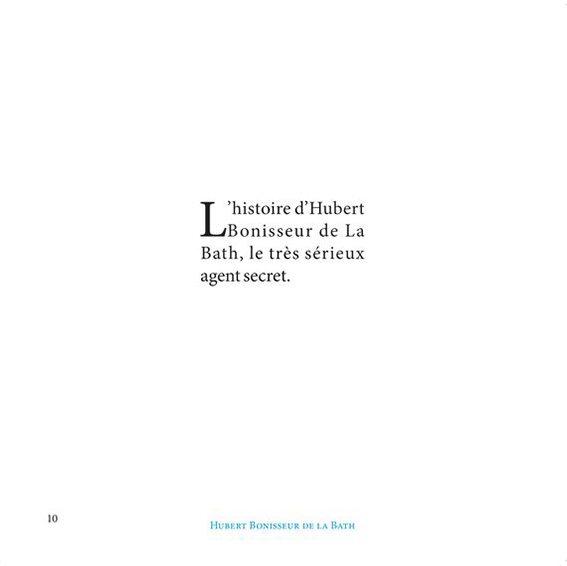 L’histoire d’Hubert
Bonisseur de La
Bath, le très sérieux
agent secret.
10
Hubert Bonisseur de la Bath